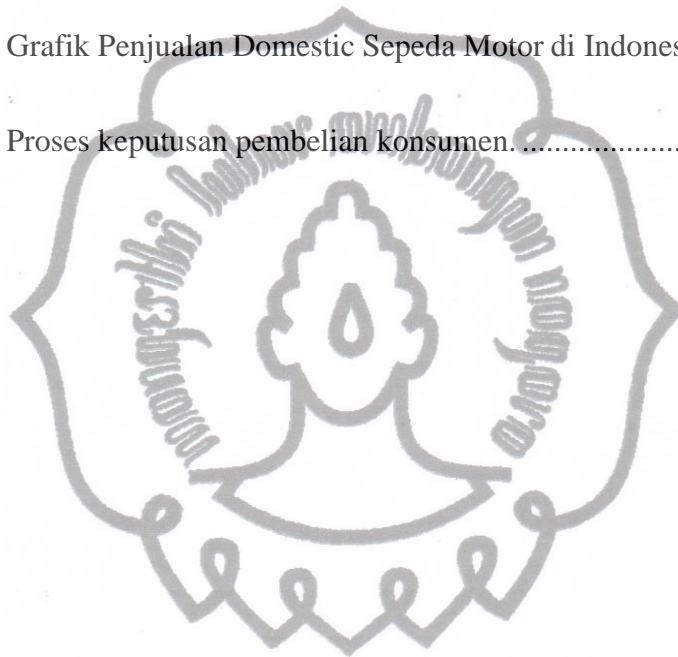 Grafik Penjualan Domestic Sepeda Motor di Indones
Proses keputusan pembelian konsumen. ....................